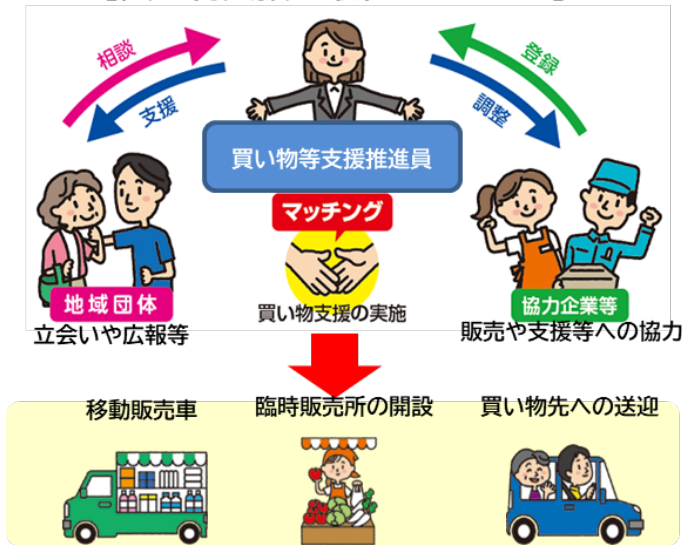 相談
支援
登録
調整
買い物等支援推進員
マッチング
買い物支援の実施
地域団体
立会いや広報等
協力企業等
販売や支援等への協力
移動販売車
臨時販売所の開設
買い物先への送迎